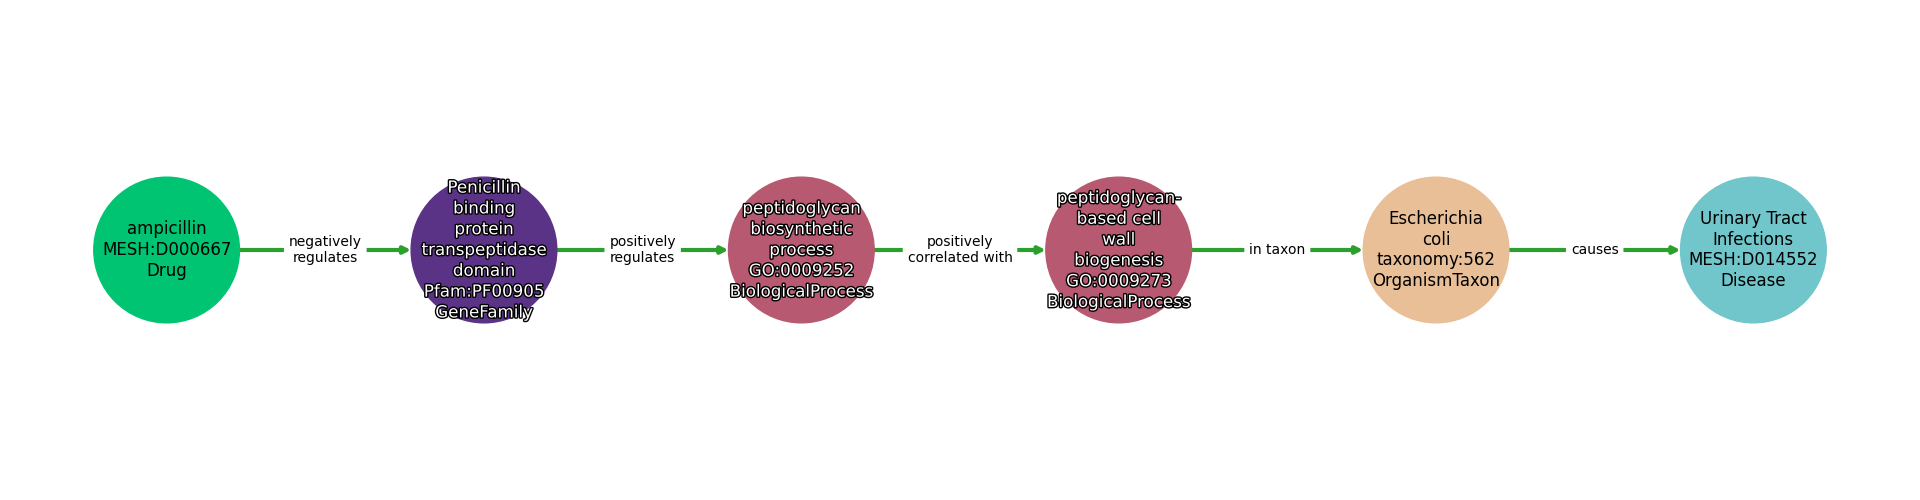 ampicillin
MESH:D000667
Drug
negatively
regulates
Penicillin
binding
protein
transpeptidase
domain
Pfam:PF00905
GeneFamily
positively
regulates
peptidoglycan
biosynthetic
process
GO:0009252
BiologicalProcess
positively
correlated with
peptidoglycan-
based cell
wall
biogenesis
GO:0009273
BiologicalProcess
in taxon
Escherichia
coli
taxonomy:562
OrganismTaxon
causes
Urinary Tract
Infections
MESH:D014552
Disease